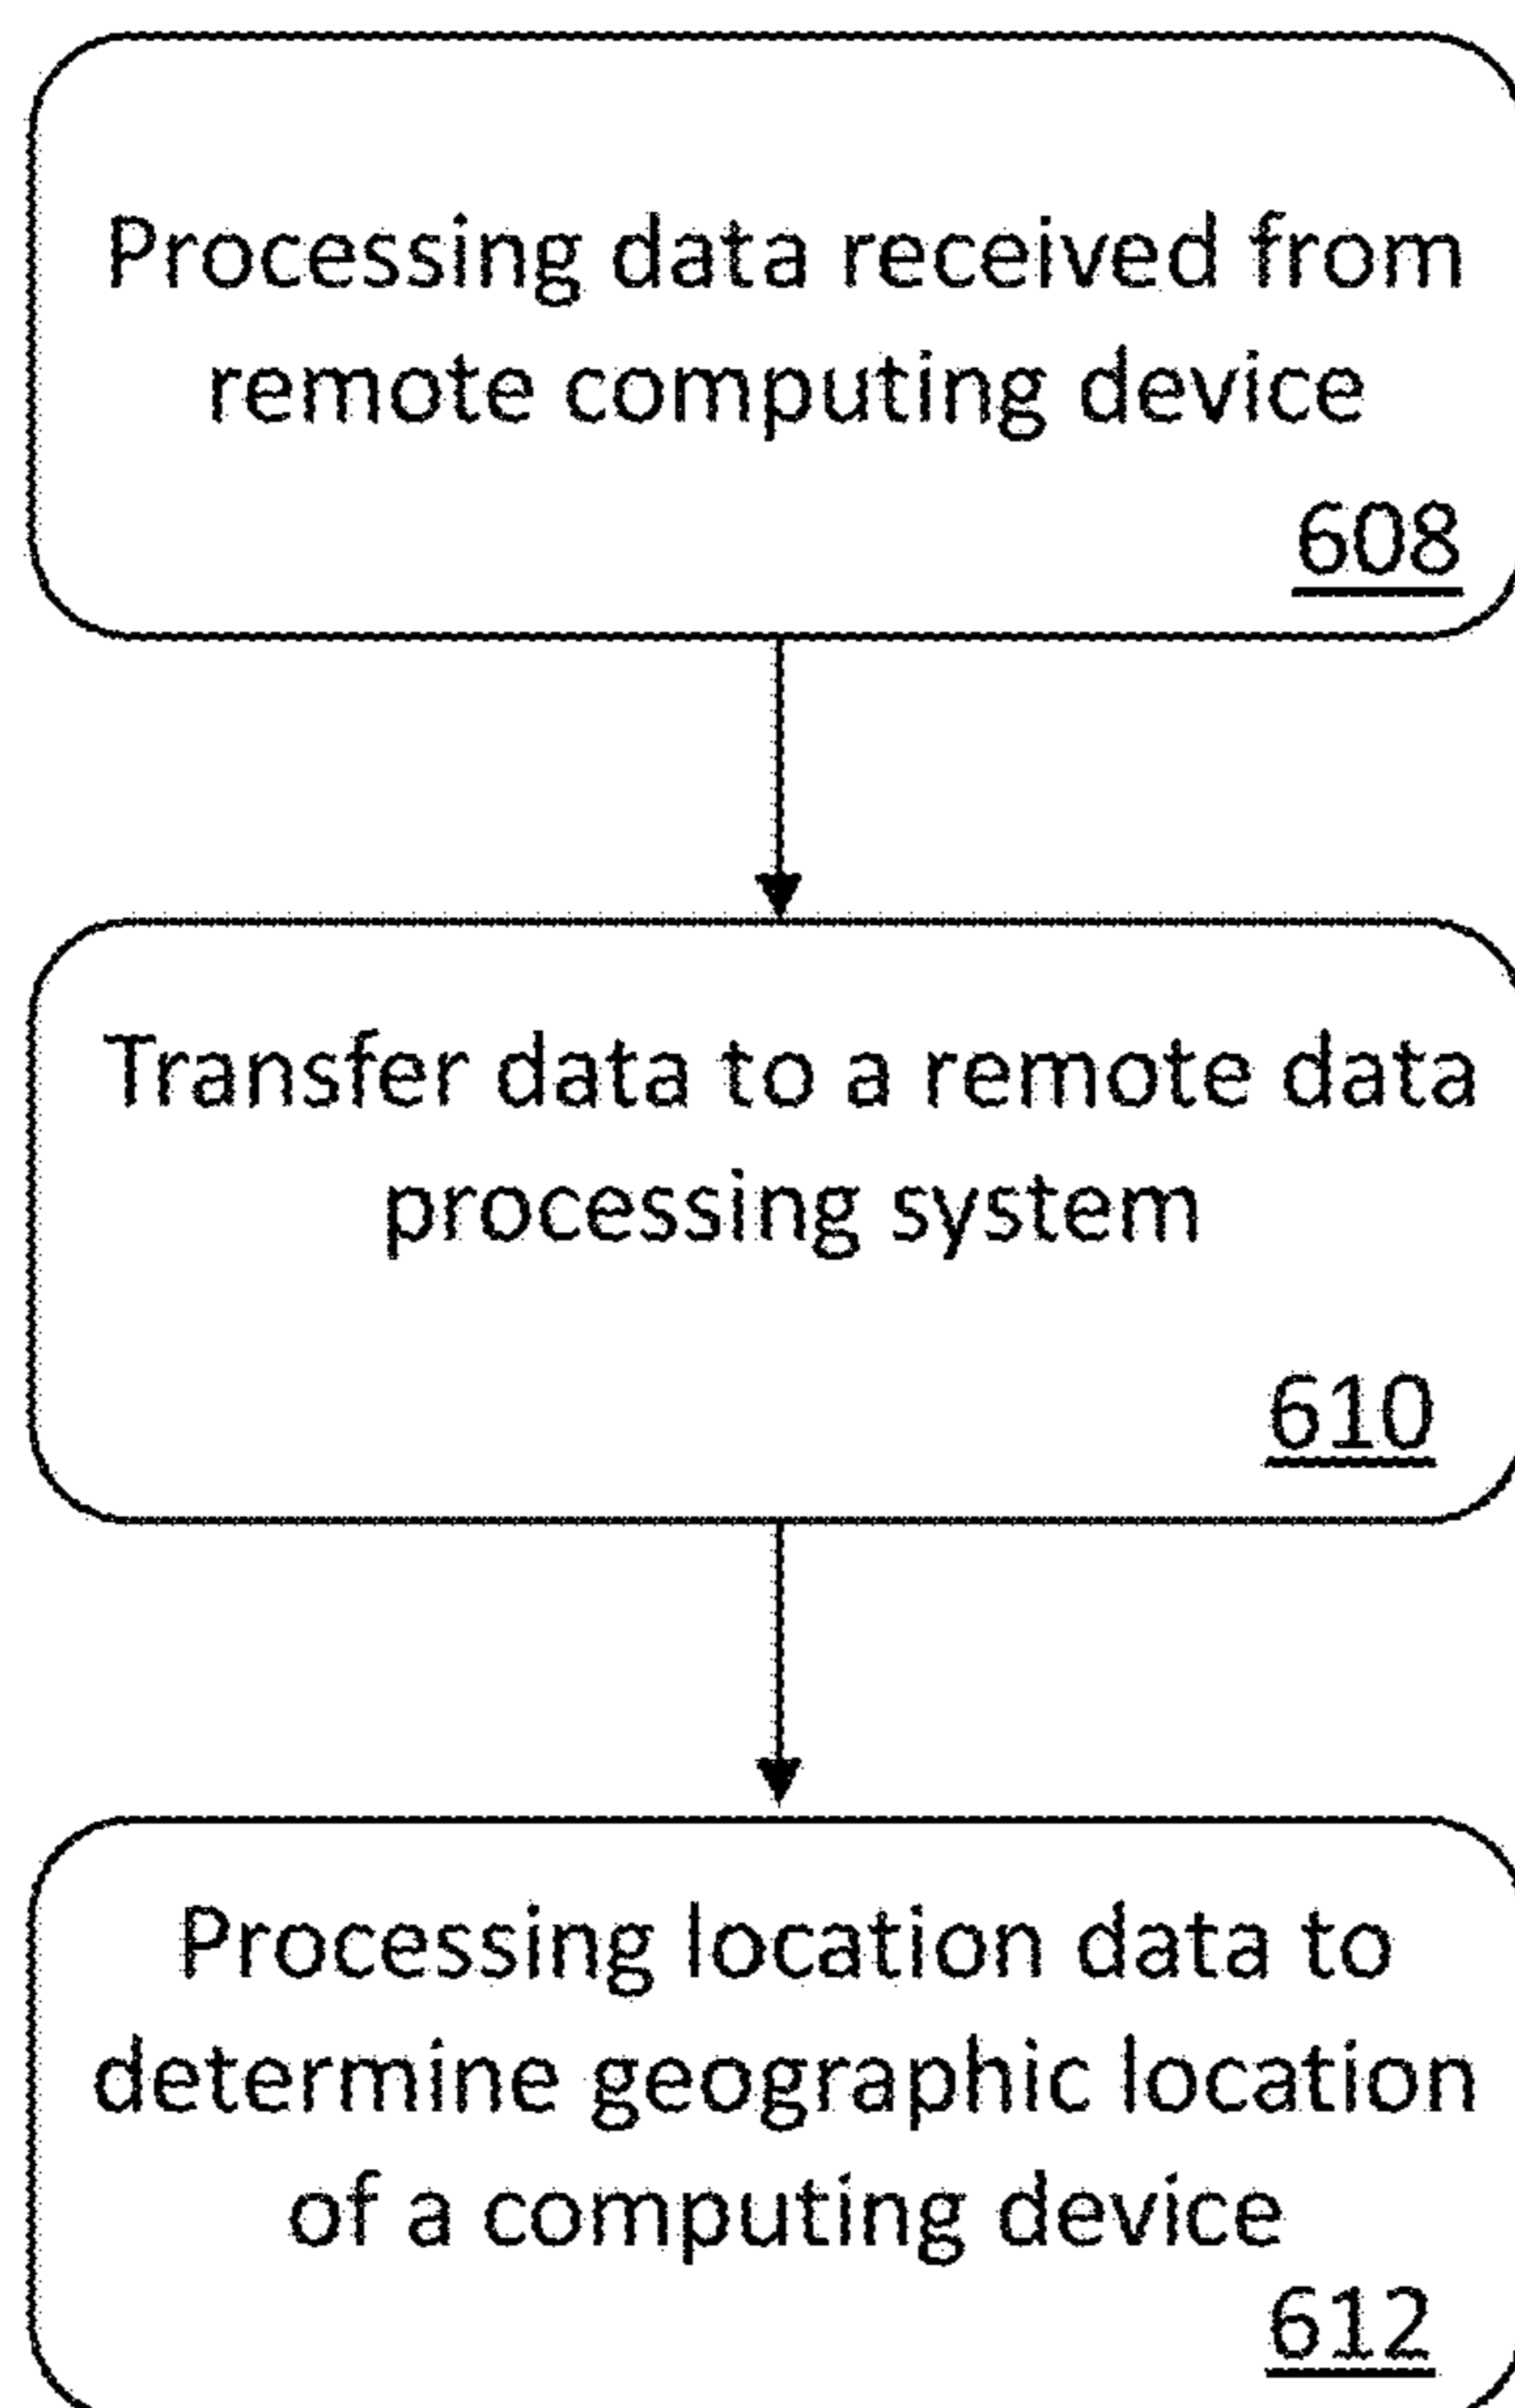 Processing data received from
remote computing device
608
Transfer data to a remote data
processing system
610
Processing location data to
determine geographic location
of a computing device
612